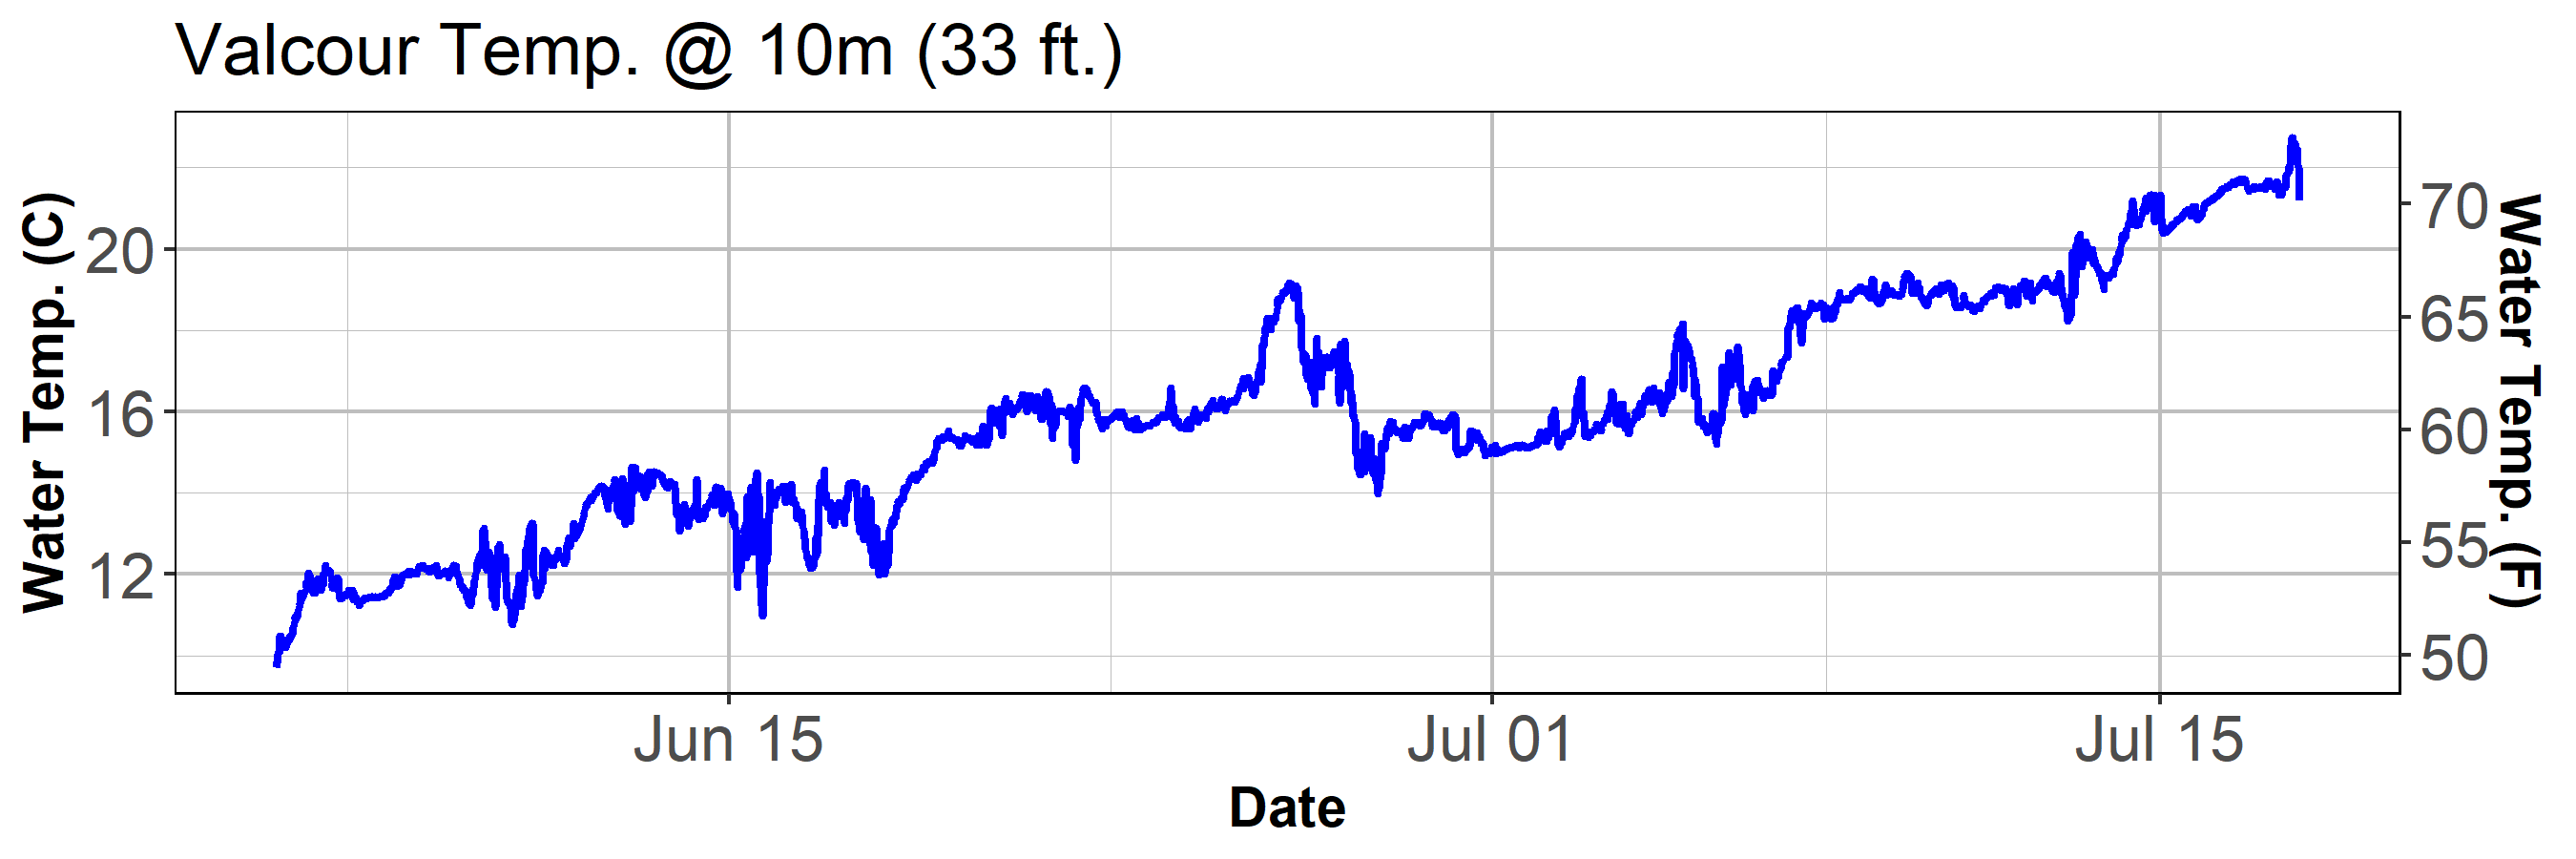 Valcour Temp. @ 10m (33 ft.)
Water Temp. (C)
20
16
12
70
65
60
55
50
Water Temp. (F)
Jun 15
Jul 01
Jul 15
Date